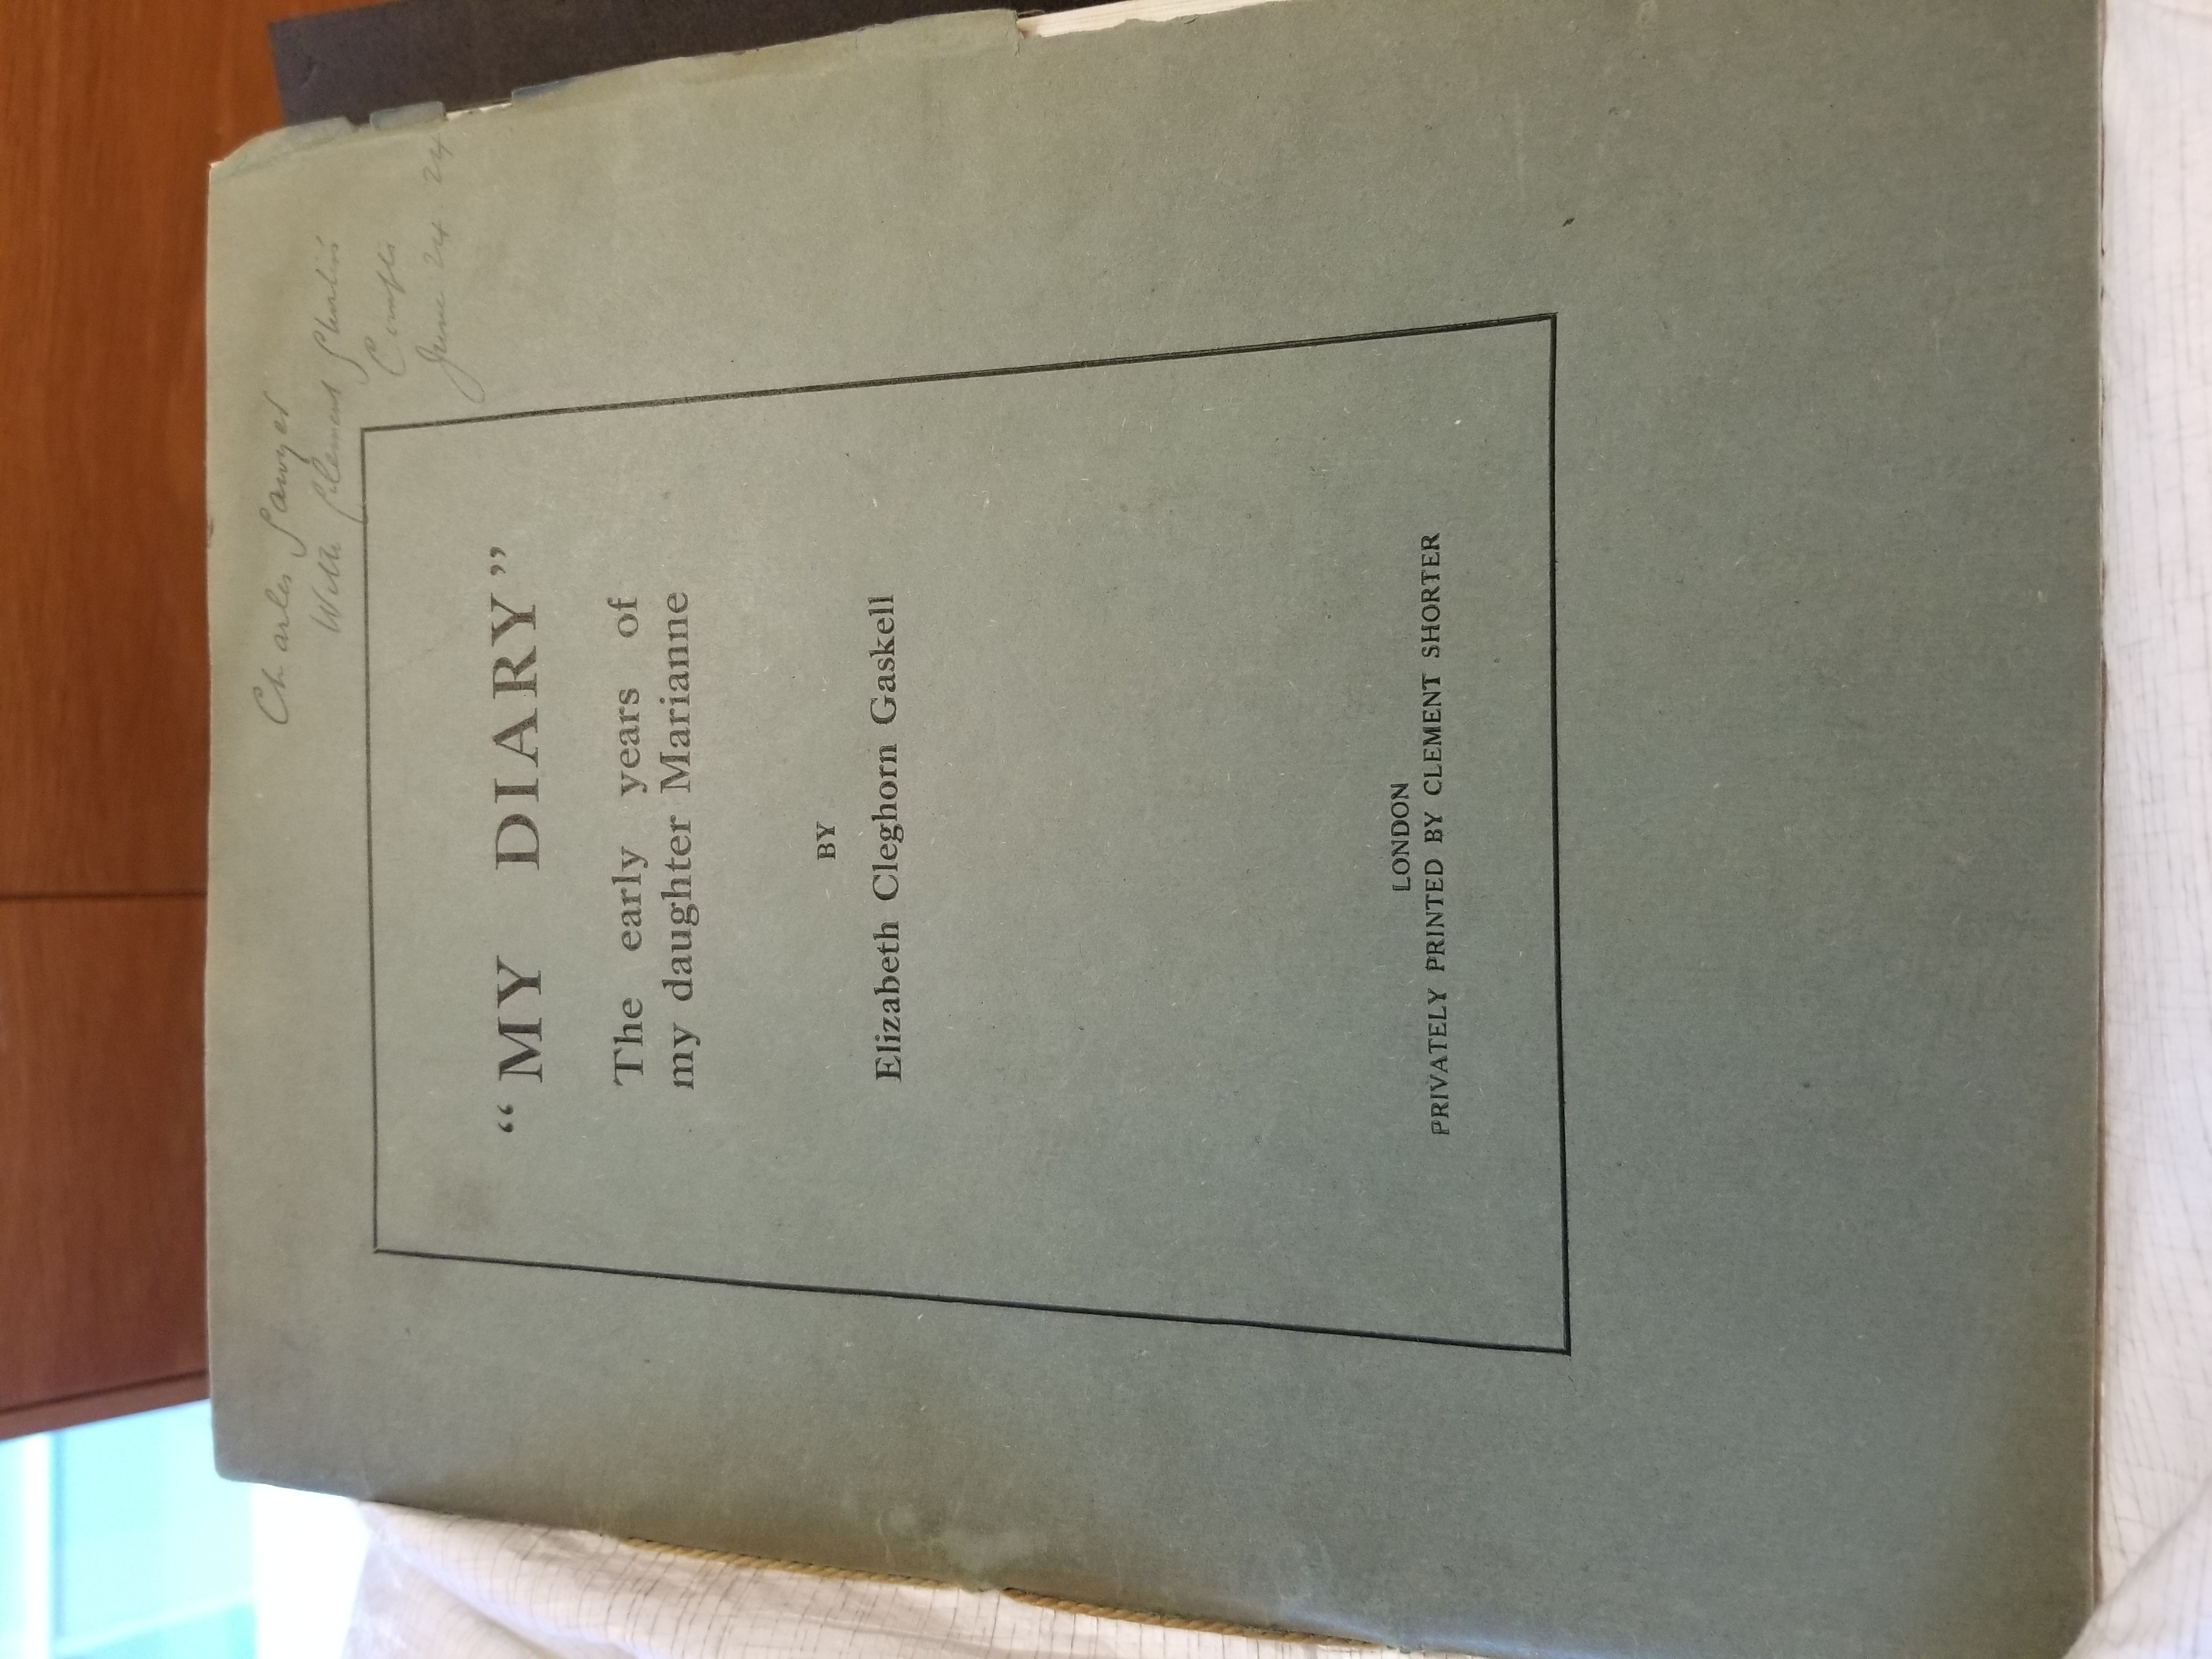 Charles Sawyer
With Clement Shorter's
Compts
June 24. 24
"MY DIARY"
The early years of
my daughter Marianne
BY
Elizabeth Cleghorn Gaskell
LONDON
PRIVATELY PRINTED BY CLEMENT SHORTER